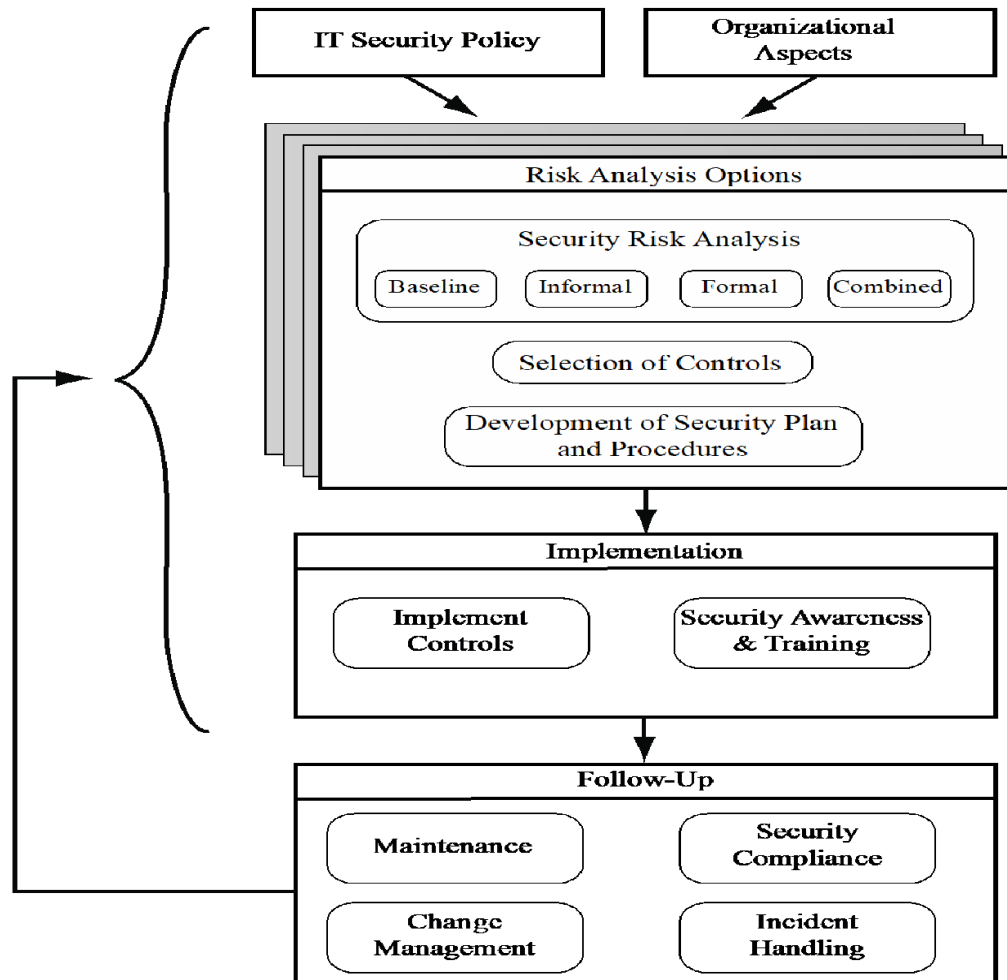 IT Security Policy
Organizational
Aspects
Risk Analysis Options
Security Risk Analysis
Baseline
Informal
Formal
Combined
Selection of Controls
Development of Security Plan
and Procedures
Implementation
Implement
Controls
Security Awareness
& Training
Follow-Up
Maintenance
Security
Compliance
Change
Management
Incident
Handling